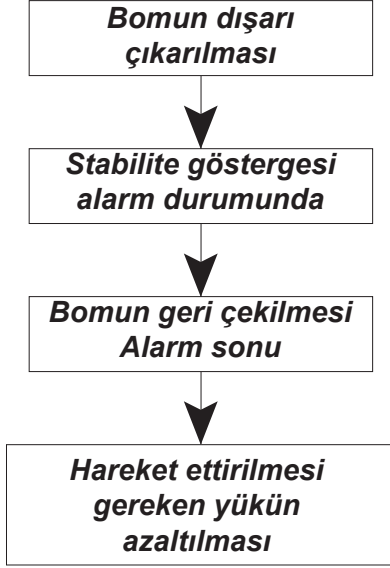 Bomun dışarı
çıkarılması
Stabilite göstergesi
alarm durumunda
Bomun geri çekilmesi
Alarm sonu
Hareket ettirilmesi
gereken yükün
azaltılması